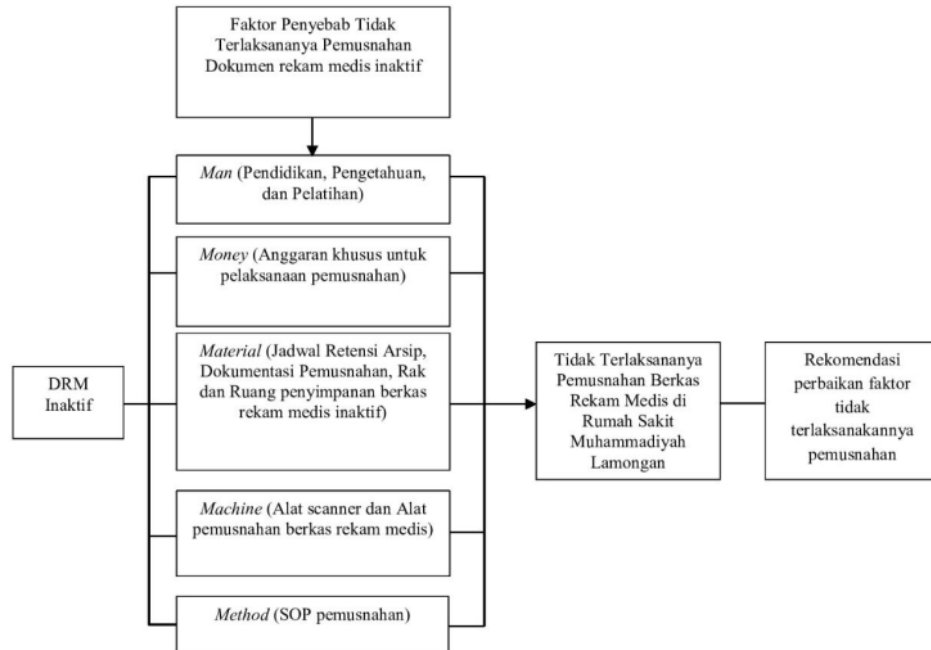 Faktor Penyebab Tidak
Terlaksananya Pemusnahan
Dokumen rekam medis inaktif
Man (Pendidikan, Pengetahuan,
dan Pelatihan)
Money (Anggaran khusus untuk
pelaksanaan pemusnahan)
Material (Jadwal Retensi Arsip,
Dokumentasi Pemusnahan, Rak
dan Ruang penyimpanan berkas
rekam medis inaktif)
Machine (Alat scanner dan Alat
pemusnahan berkas rekam medis)
Method (SOP pemusnahan)
DRM
Inaktif
Tidak Terlaksananya
Pemusnahan Berkas
Rekam Medis di
Rumah Sakit
Muhammadiyah
Lamongan
Rekomendasi
perbaikan faktor
tidak
terlaksanakannya
pemusnahan